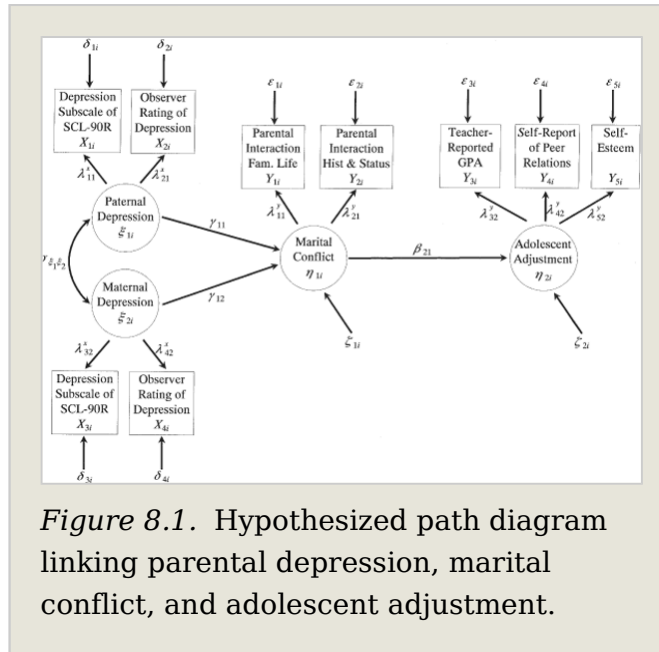 δ1i
δ2i
Depression
Subscale of
SCL-90R
X1i
Observer
Rating of
Depression
X2i
λx11
λx21
Paternal
Depression
ξ1i
ξ1ξ2
Maternal
Depression
ξ2i
λx32
λx42
Depression
Subscale of
SCL-90R
X3i
Observer
Rating of
Depression
X4i
δ3i
δ4i
γ11
γ12
ε1i
ε2i
Parental
Interaction
Fam. Life
Y1i
Parental
Interaction
Hist & Status
Y2i
λy11
λy21
Marital
Conflict
η1i
ζ1i
β21
ε3i
ε4i
ε5i
Teacher-
Reported
GPA
Y3i
Self-Report
of Peer
Relations
Y4i
Self-
Esteem
Y5i
λy32
λy42
λy52
Adolescent
Adjustment
η2i
ζ2i
Figure 8.1. Hypothesized path diagram
linking parental depression, marital
conflict, and adolescent adjustment.